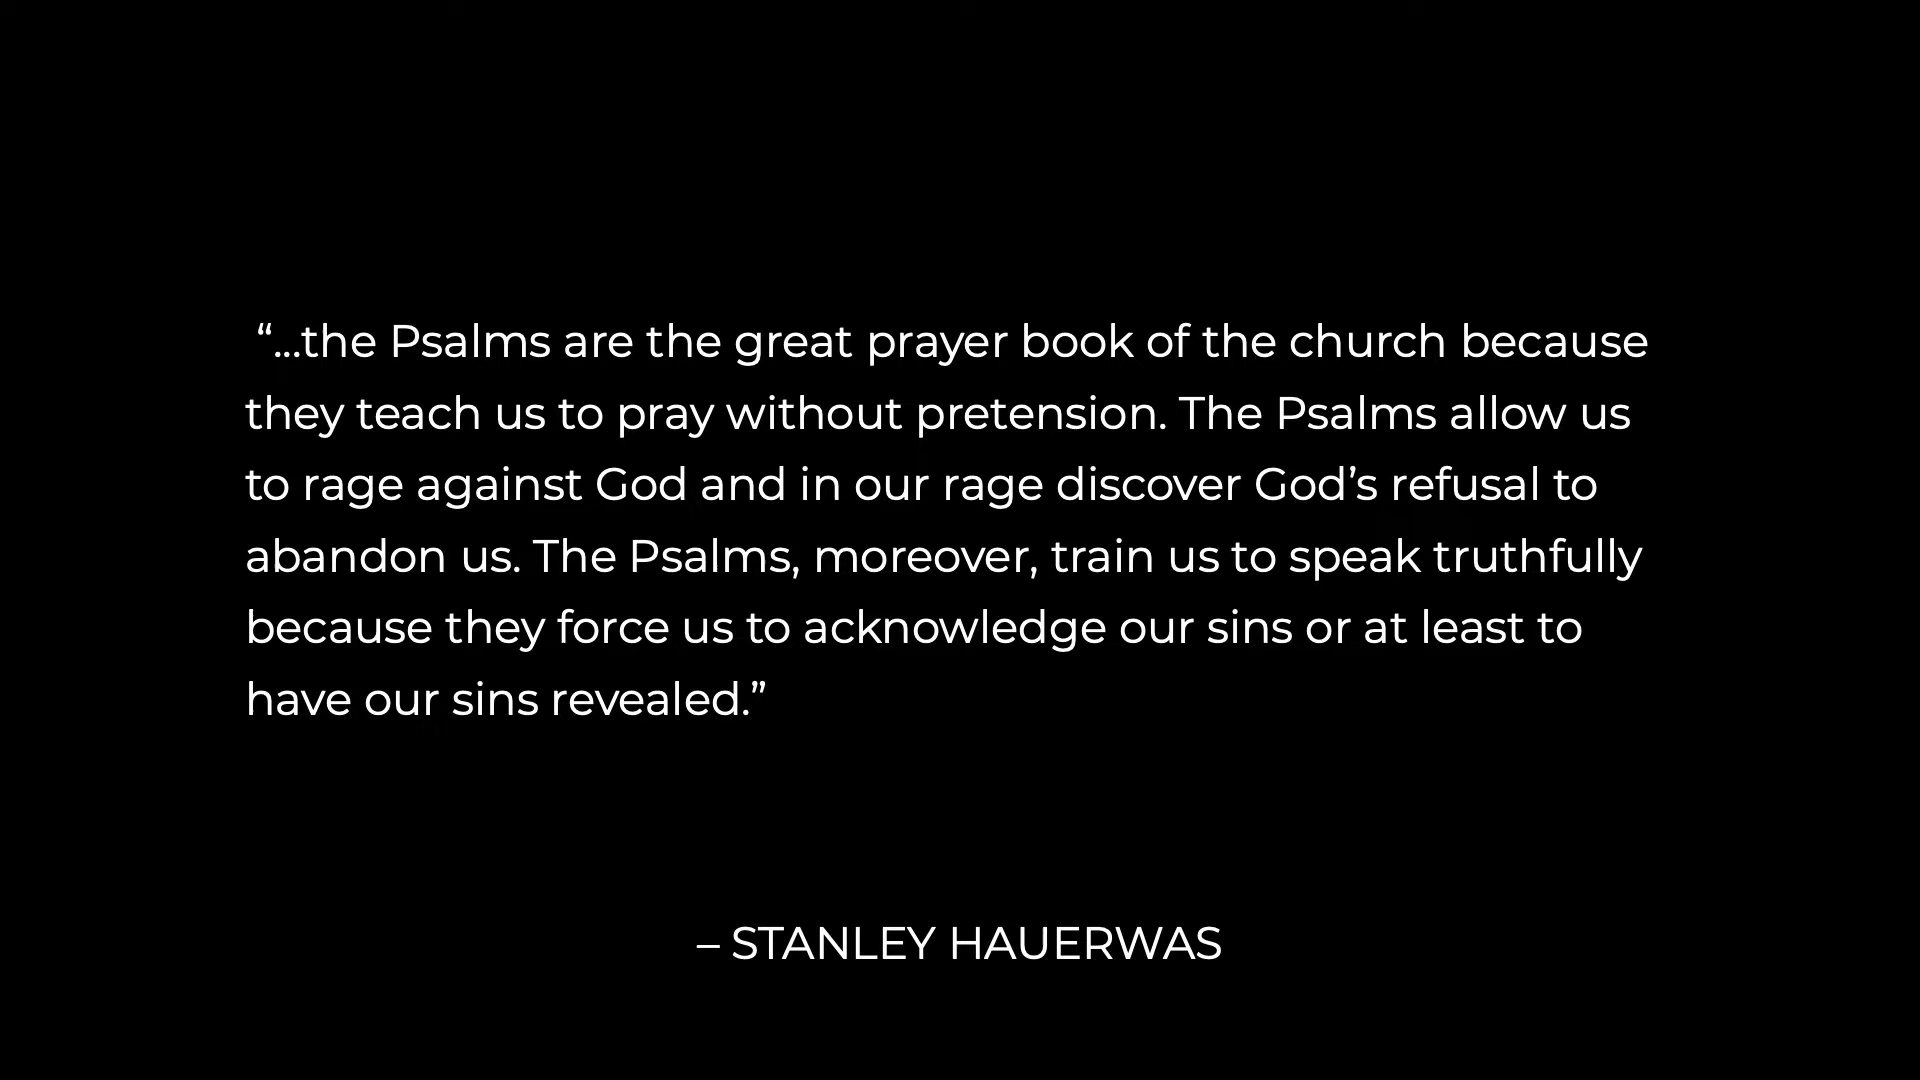 “...the Psalms are the great prayer book of the church because
they teach us to pray without pretension. The Psalms allow us
to rage against God and in our rage discover God’s refusal to
abandon us. The Psalms, moreover, train us to speak truthfully
because they force us to acknowledge our sins or at least to
have our sins revealed.”
– STANLEY HAUERWAS